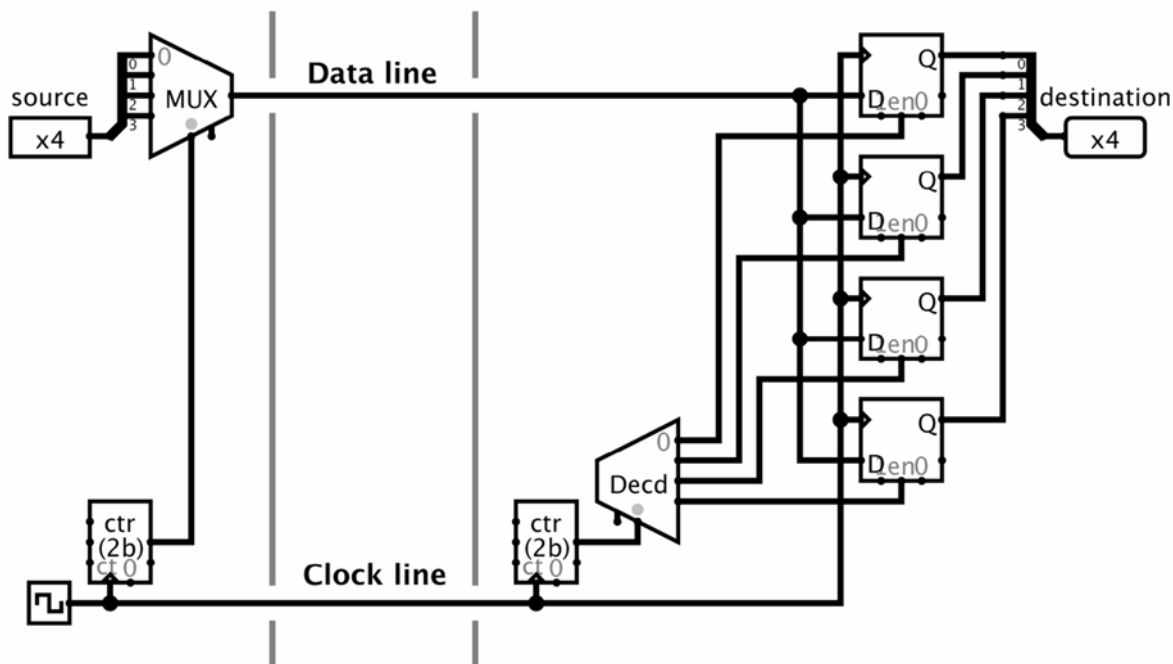 source
x4
0
0
1
2
3
MUX
Data line
D
Q
en0
D
Q
en0
D
Q
en0
D
Q
en0
0
1
2
3
destination
x4
0
Decd
ctr
(2b)
ct 0
ctr
(2b)
ct 0
Clock line